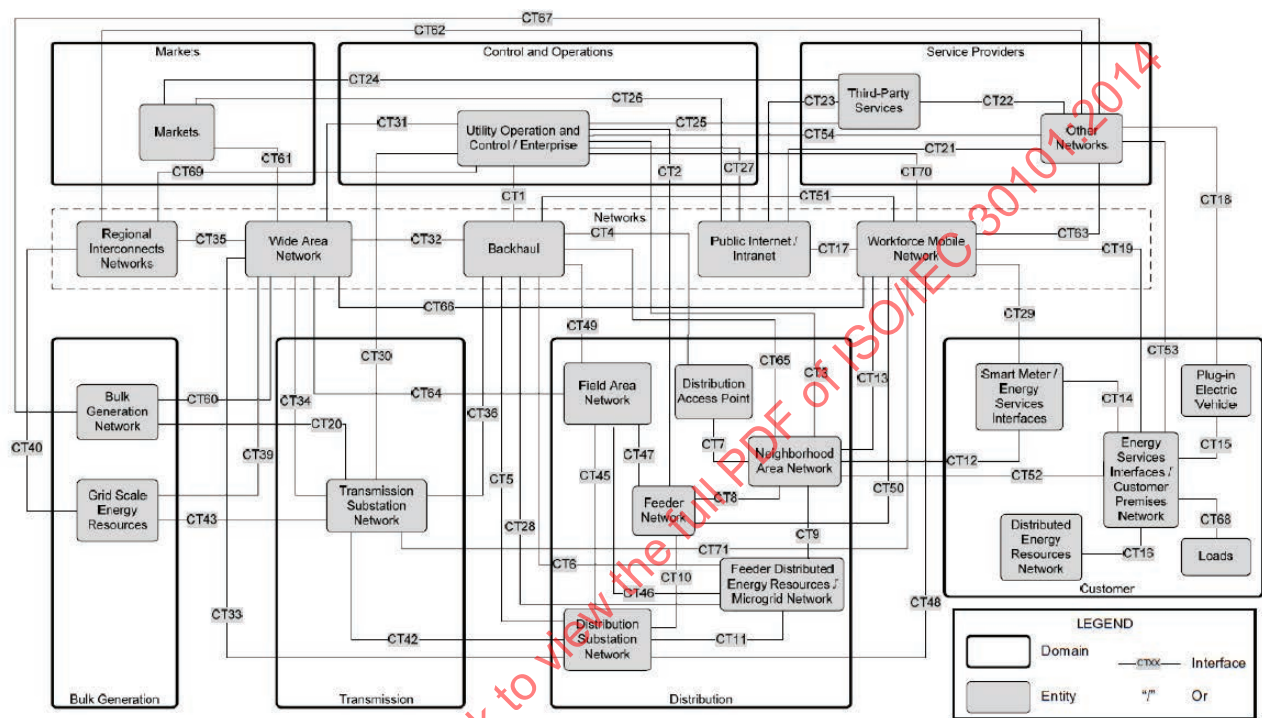 CT67
CT62
Markets
Control and Operations
Service Providers
CT24
CT26
CT23
Third-Party
Services
CT22
Markets
CT31
Utility Operation and
Control / Enterprise
CT25
CT54
Other
Networks
CT61
CT69
CT2
CT27
CT21
CT70
CT1
CT51
CT18
Networks
Regional
Interconnects
Networks
CT35
Wide Area
Network
CT32
Backhaul
CT4
Public Internet /
Intranet
CT17
Workforce Mobile
Network
CT63
CT19
CT66
CT29
CT49
CT53
CT30
CT65
CT3
CT13
Bulk
Generation
Network
CT60
CT34
CT64
CT36
Field Area
Network
Distribution
Access Point
Smart Meter /
Energy
Services
Interfaces
CT14
Plug-in
Electric
Vehicle
CT20
CT40
CT39
CT5
CT45
CT47
CT7
Neighborhood
Area Network
CT12
CT52
CT15
Energy
Services
Interfaces /
Customer
Premises
Network
Grid Scale
Energy
Resources
CT43
Transmission
Substation
Network
CT28
Feeder
Network
CT8
CT50
CT9
CT68
CT71
Distributed
Energy
Resources
Network
CT16
Loads
CT6
CT10
Feeder Distributed
Energy Resources /
Microgrid Network
Customer
CT46
CT48
CT33
CT42
Distribution
Substation
Network
CT11
Bulk Generation
Transmission
Distribution
LEGEND
Domain
CTXX
Interface
Entity
"/"
Or
k to view the full PDF of ISO/IEC 30101:2014